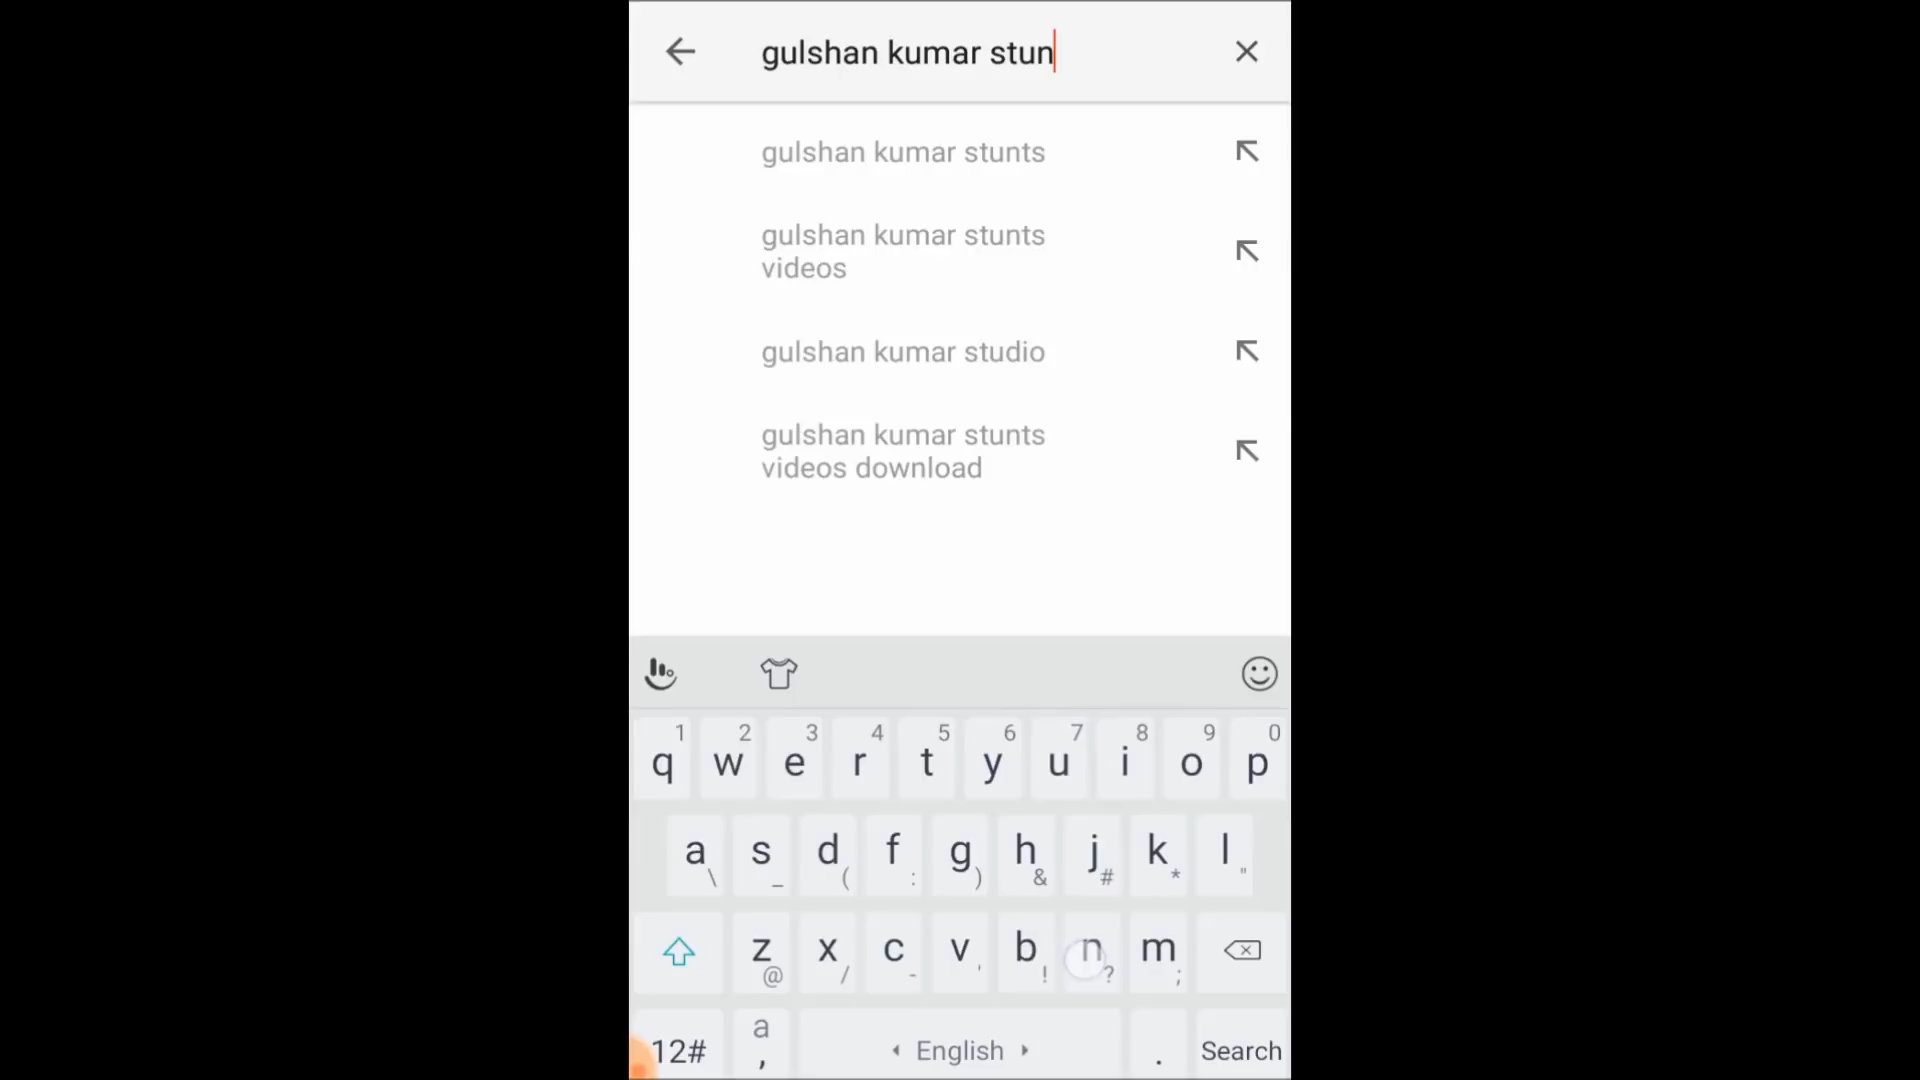 gulshan kumar stun
gulshan kumar stunts
gulshan kumar stunts
videos
gulshan kumar studio
gulshan kumar stunts
videos download
1 2 3 4 5 6 7 8 9 0
q w e r t y u i o p
a s d f g h j k l
\ _ ( : ) & # * "
z x c v b n m
@ / - ' ! ? ;
12# a , English . Search